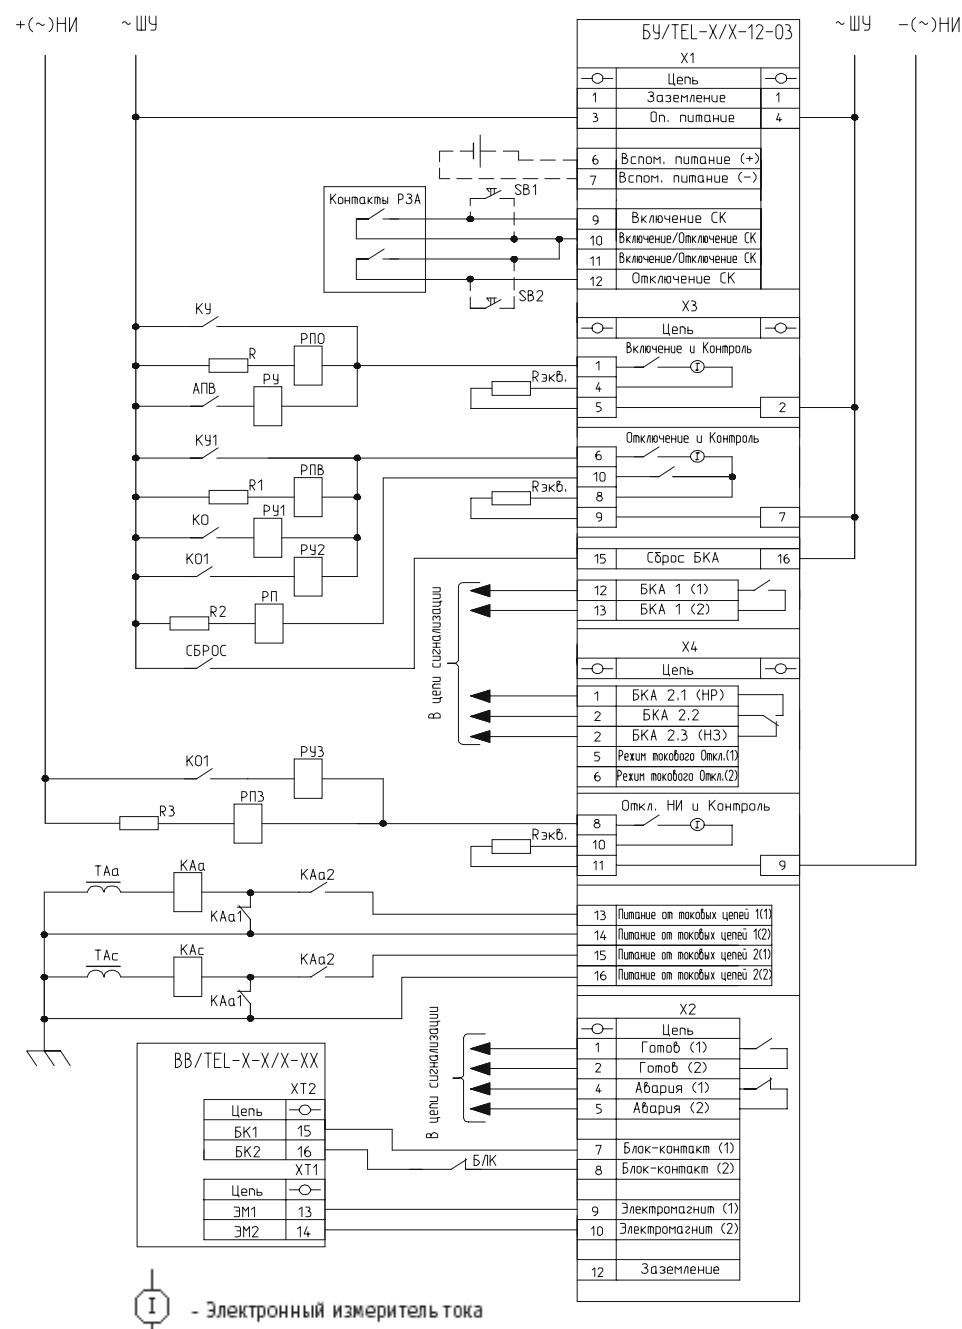 +(~)НИ ~ШУ ~ШУ −(~)НИ
БУ/TEL-X/X-12-03
X1
Цепь
1 Заземление 1
3 Оп. питание 4
6 Вспом. питание (+)
7 Вспом. питание (−)
SB1
Контакты РЗА
9 Включение СК
10 Включение/Отключение СК
11 Включение/Отключение СК
12 Отключение СК
SB2
X3
Цепь
КУ
РПО
R
Включение и Контроль
1 I
Rэкв.
4
АПВ
РУ
5 2
КУ1
Отключение и Контроль
6 I
РПВ
R1
10
Rэкв.
8
КО
РУ1
9 7
КО1
РУ2
15 Сброс БКА 16
12 БКА 1 (1)
13 БКА 1 (2)
R2
РП
СБРОС
В цепи сигнализации
X4
Цепь
1 БКА 2.1 (НР)
2 БКА 2.2
2 БКА 2.3 (НЗ)
5 Режим токового Откл.(1)
6 Режим токового Откл.(2)
КО1
РУ3
R3
РП3
Откл. НИ и Контроль
8 I
Rэкв.
10
11 9
ТАа
КАа
КАа2
КАа1
13 Питание от токовых цепей 1(1)
14 Питание от токовых цепей 1(2)
15 Питание от токовых цепей 2(1)
16 Питание от токовых цепей 2(2)
ТАс
КАс
КАа2
КАа1
X2
Цепь
1 Готов (1)
2 Готов (2)
4 Авария (1)
5 Авария (2)
В цепи сигнализации
7 Блок-контакт (1)
8 Блок-контакт (2)
9 Электромагнит (1)
10 Электромагнит (2)
12 Заземление
ВВ/TEL-X-X/X-XX
XT2
Цепь
БК1 15
БК2 16
БЛК
XT1
Цепь
ЭМ1 13
ЭМ2 14
I - Электронный измеритель тока